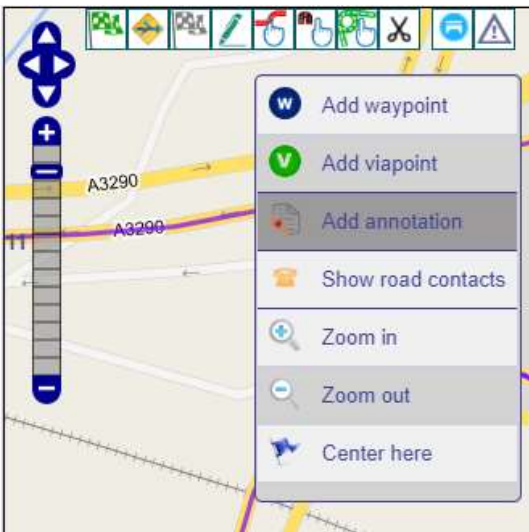 W Add waypoint
V Add viapoint
A3290
Add annotation
A3290
11
Show road contacts
Zoom in
Zoom out
Center here